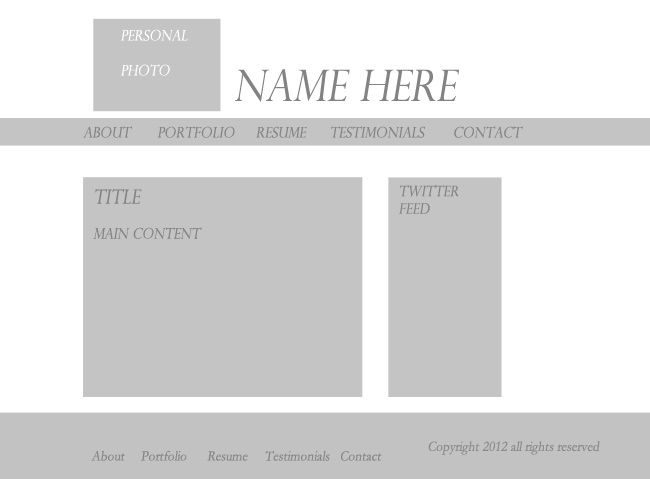 PERSONAL
PHOTO
NAME HERE
ABOUT PORTFOLIO RESUME TESTIMONIALS CONTACT
TITLE
MAIN CONTENT
TWITTER
FEED
About Portfolio Resume Testimonials Contact
Copyright 2012 all rights reserved